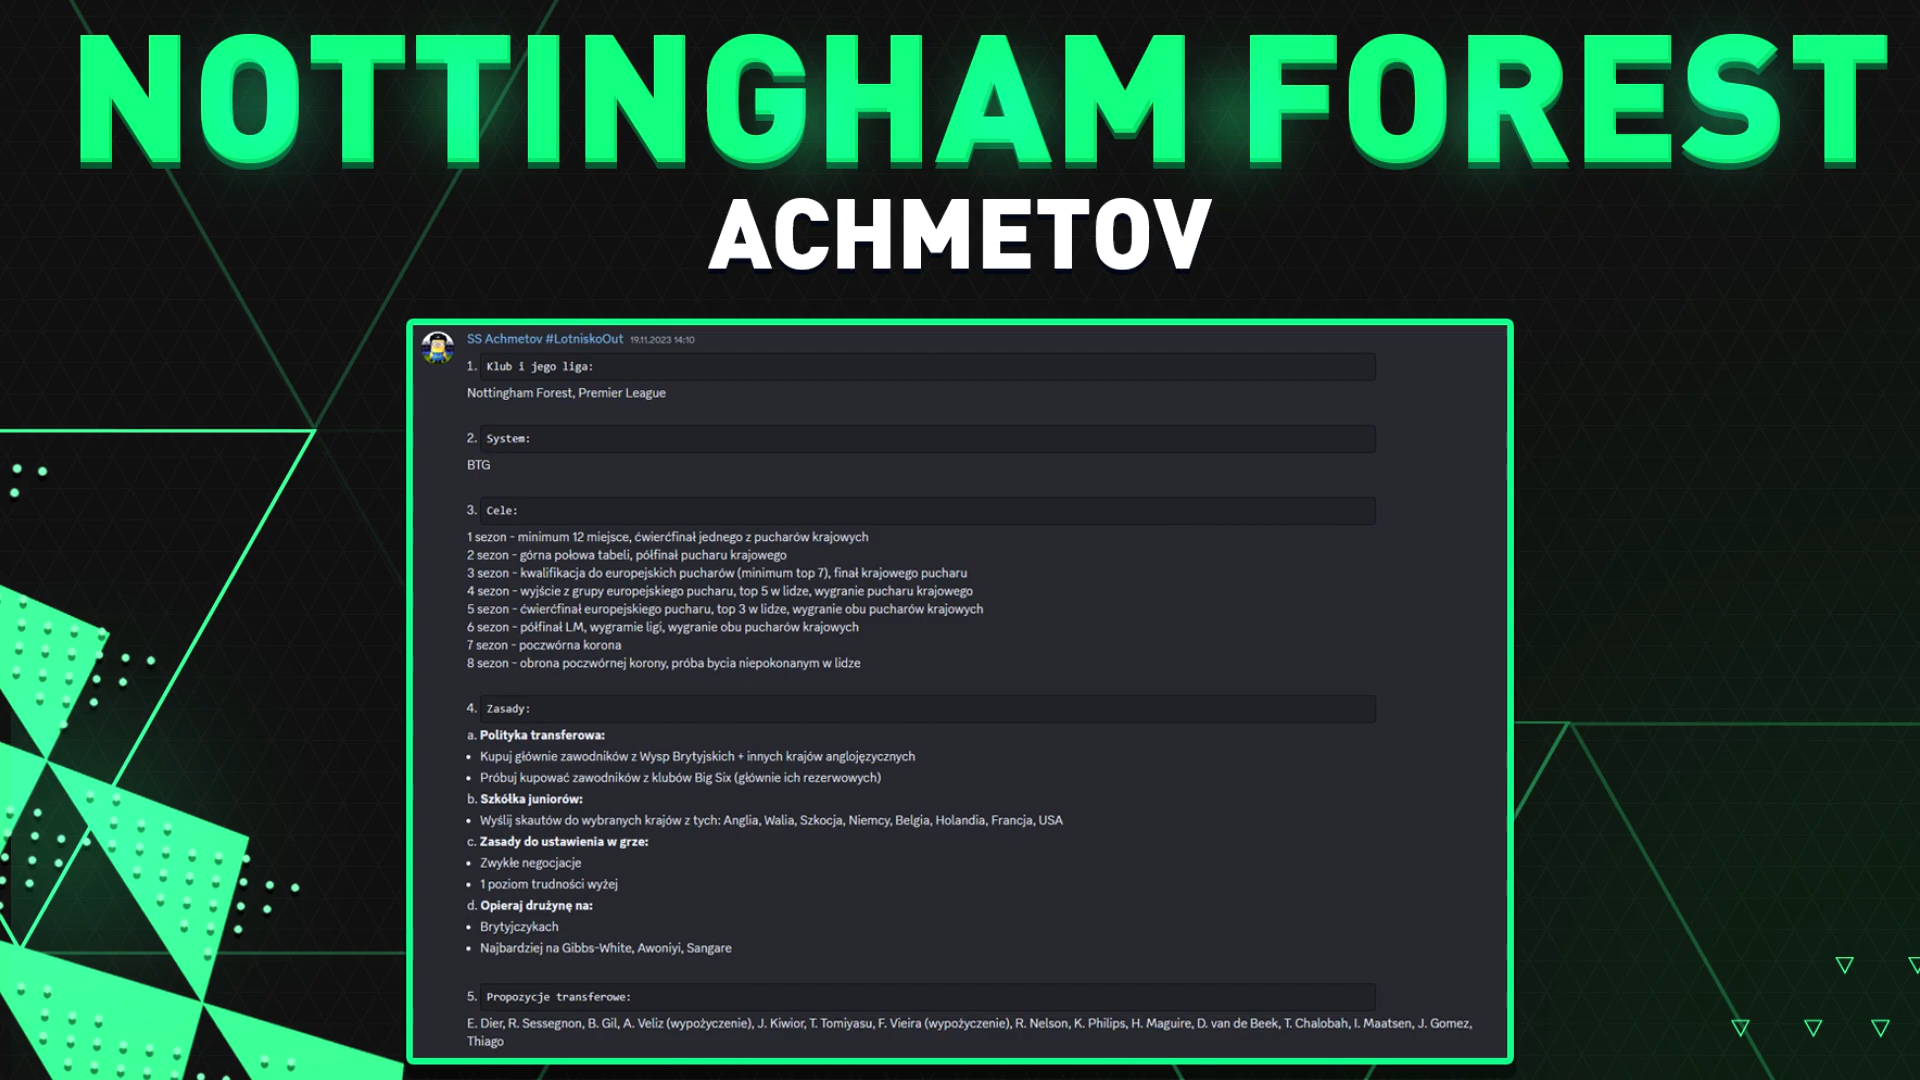 NOTTINGHAM FOREST
ACHMETOV
SS Achmetov #LotniskoOut 19.11.2023 14:10
1. Klub i jego liga:
Nottingham Forest, Premier League
2. System:
BTG
3. Cele:
1 sezon - minimum 12 miejsce, ćwierćfinał jednego z pucharów krajowych
2 sezon - górna połowa tabeli, półfinał pucharu krajowego
3 sezon - kwalifikacja do europejskich pucharów (minimum top 7), finał krajowego pucharu
4 sezon - wyjście z grupy europejskiego pucharu, top 5 w lidze, wygranie pucharu krajowego
5 sezon - ćwierćfinał europejskiego pucharu, top 3 w lidze, wygranie obu pucharów krajowych
6 sezon - półfinał LM, wygramie ligi, wygranie obu pucharów krajowych
7 sezon - poczwórna korona
8 sezon - obrona poczwórnej korony, próba bycia niepokonanym w lidze
4. Zasady:
a. Polityka transferowa:
• Kupuj głównie zawodników z Wysp Brytyjskich + innych krajów anglojęzycznych
• Próbuj kupować zawodników z klubów Big Six (głównie ich rezerwowych)
b. Szkółka juniorów:
• Wyślij skautów do wybranych krajów z tych: Anglia, Walia, Szkocja, Niemcy, Belgia, Holandia, Francja, USA
c. Zasady do ustawienia w grze:
• Zwykłe negocjacje
• 1 poziom trudności wyżej
d. Opieraj drużynę na:
• Brytyjczykach
• Najbardziej na Gibbs-White, Awoniyi, Sangare
5. Propozycje transferowe:
E. Dier, R. Sessegnon, B. Gil, A. Veliz (wypożyczenie), J. Kiwior, T. Tomiyasu, F. Vieira (wypożyczenie), R. Nelson, K. Philips, H. Maguire, D. van de Beek, T. Chalobah, I. Maatsen, J. Gomez,
Thiago